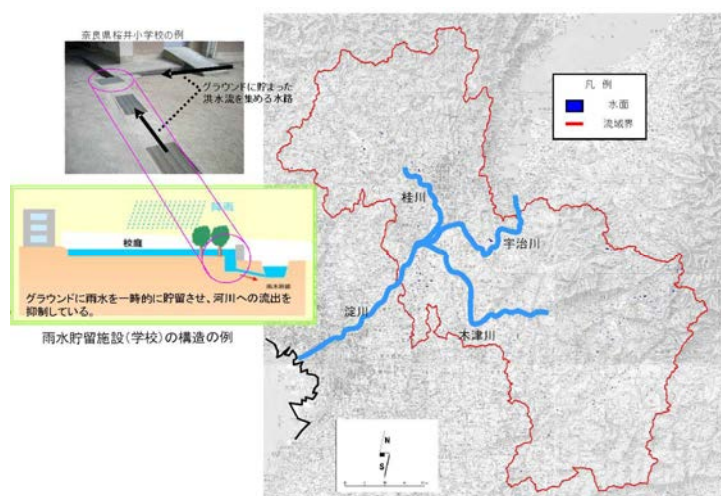 奈良県桜井小学校の例
グラウンドに貯まった
洪水流を集める水路
降雨
校庭
グラウンドに雨水を一時的に貯留させ、河川への流出を
抑制している。
雨水貯留施設（学校）の構造の例
凡 例
水面
流域界
桂川
宇治川
淀川
木津川
N
S